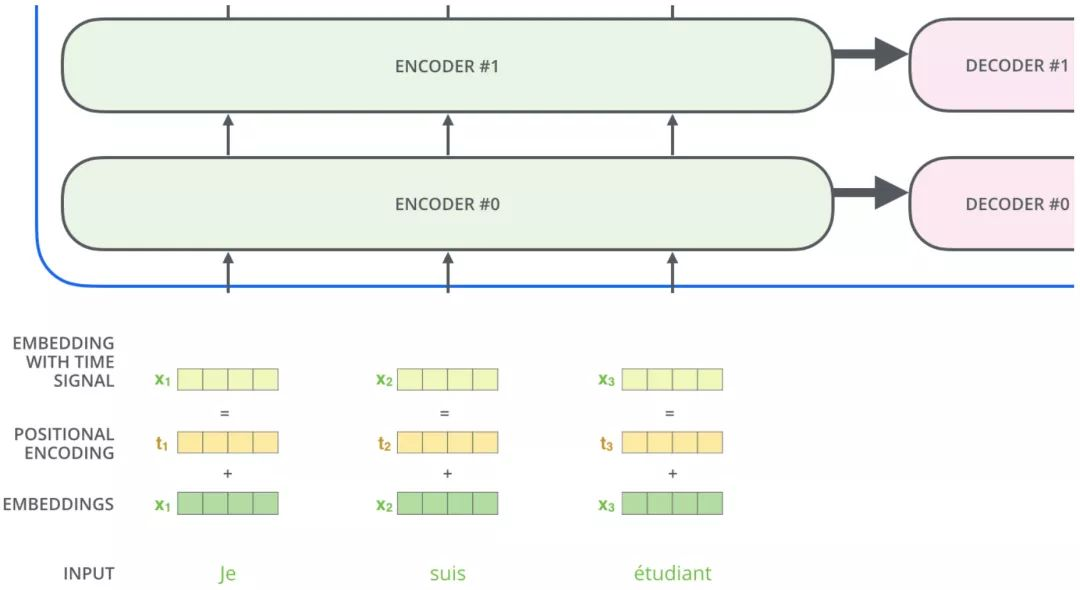 ENCODER #1
DECODER #1
ENCODER #0
DECODER #0
EMBEDDING
WITH TIME
SIGNAL
x₁
x₂
x₃
= = =
POSITIONAL
ENCODING
t₁
t₂
t₃
+ + +
EMBEDDINGS
x₁
x₂
x₃
INPUT
Je
suis
étudiant